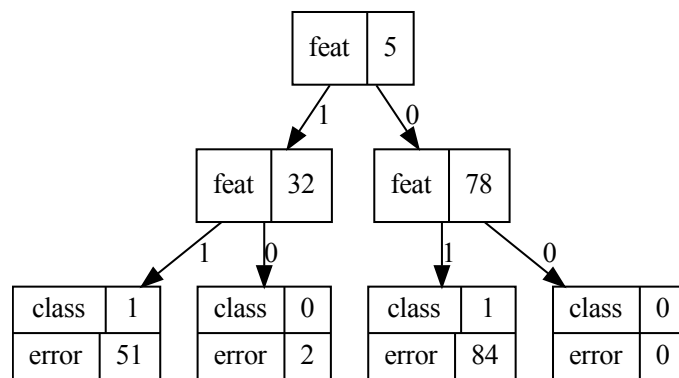 feat 5
1 0
feat 32 feat 78
1 0 1 0
class 1 class 0 class 1 class 0
error 51 error 2 error 84 error 0